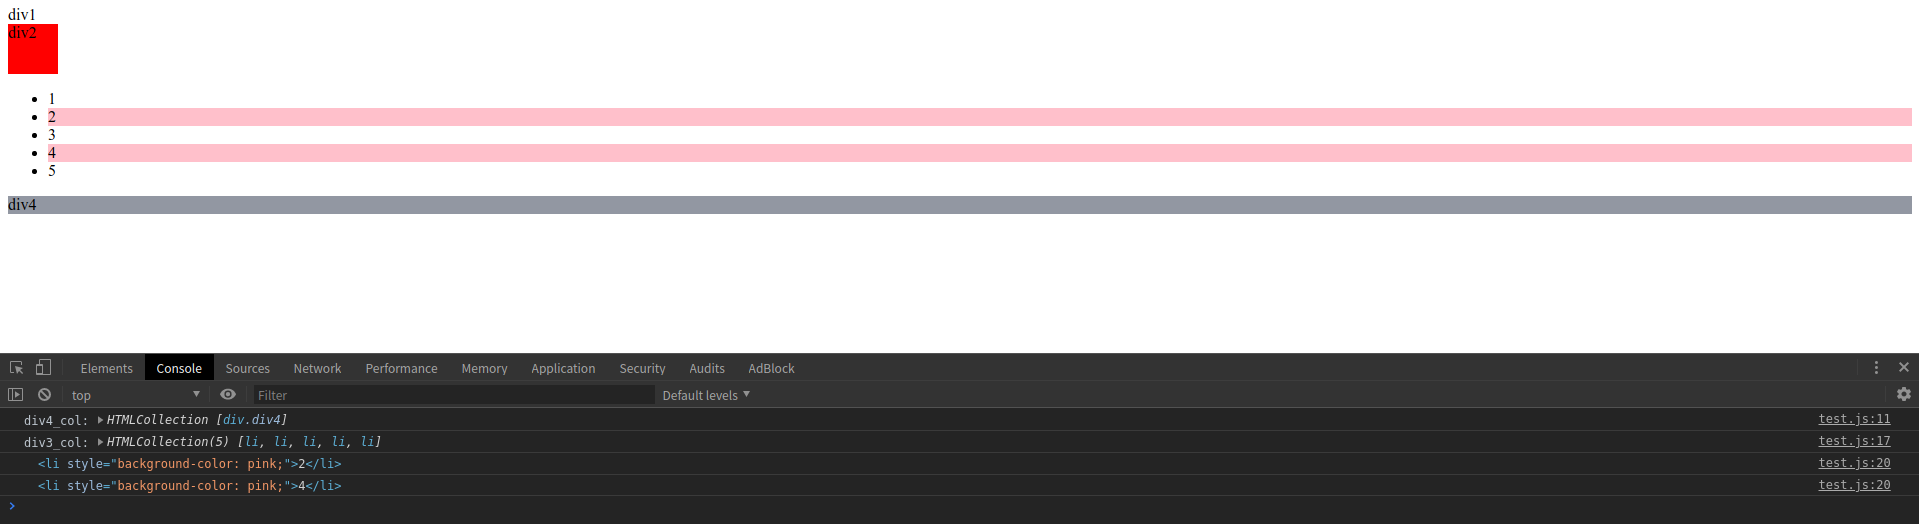 div1
div2
1
2
3
4
5
div4
Elements Console Sources Network Performance Memory Application Security Audits AdBlock
top Filter Default levels
div4_col: HTMLCollection [div.div4] test.js:11
div3_col: HTMLCollection(5) [li, li, li, li, li] test.js:17
<li style="background-color: pink;">2</li> test.js:20
<li style="background-color: pink;">4</li> test.js:20